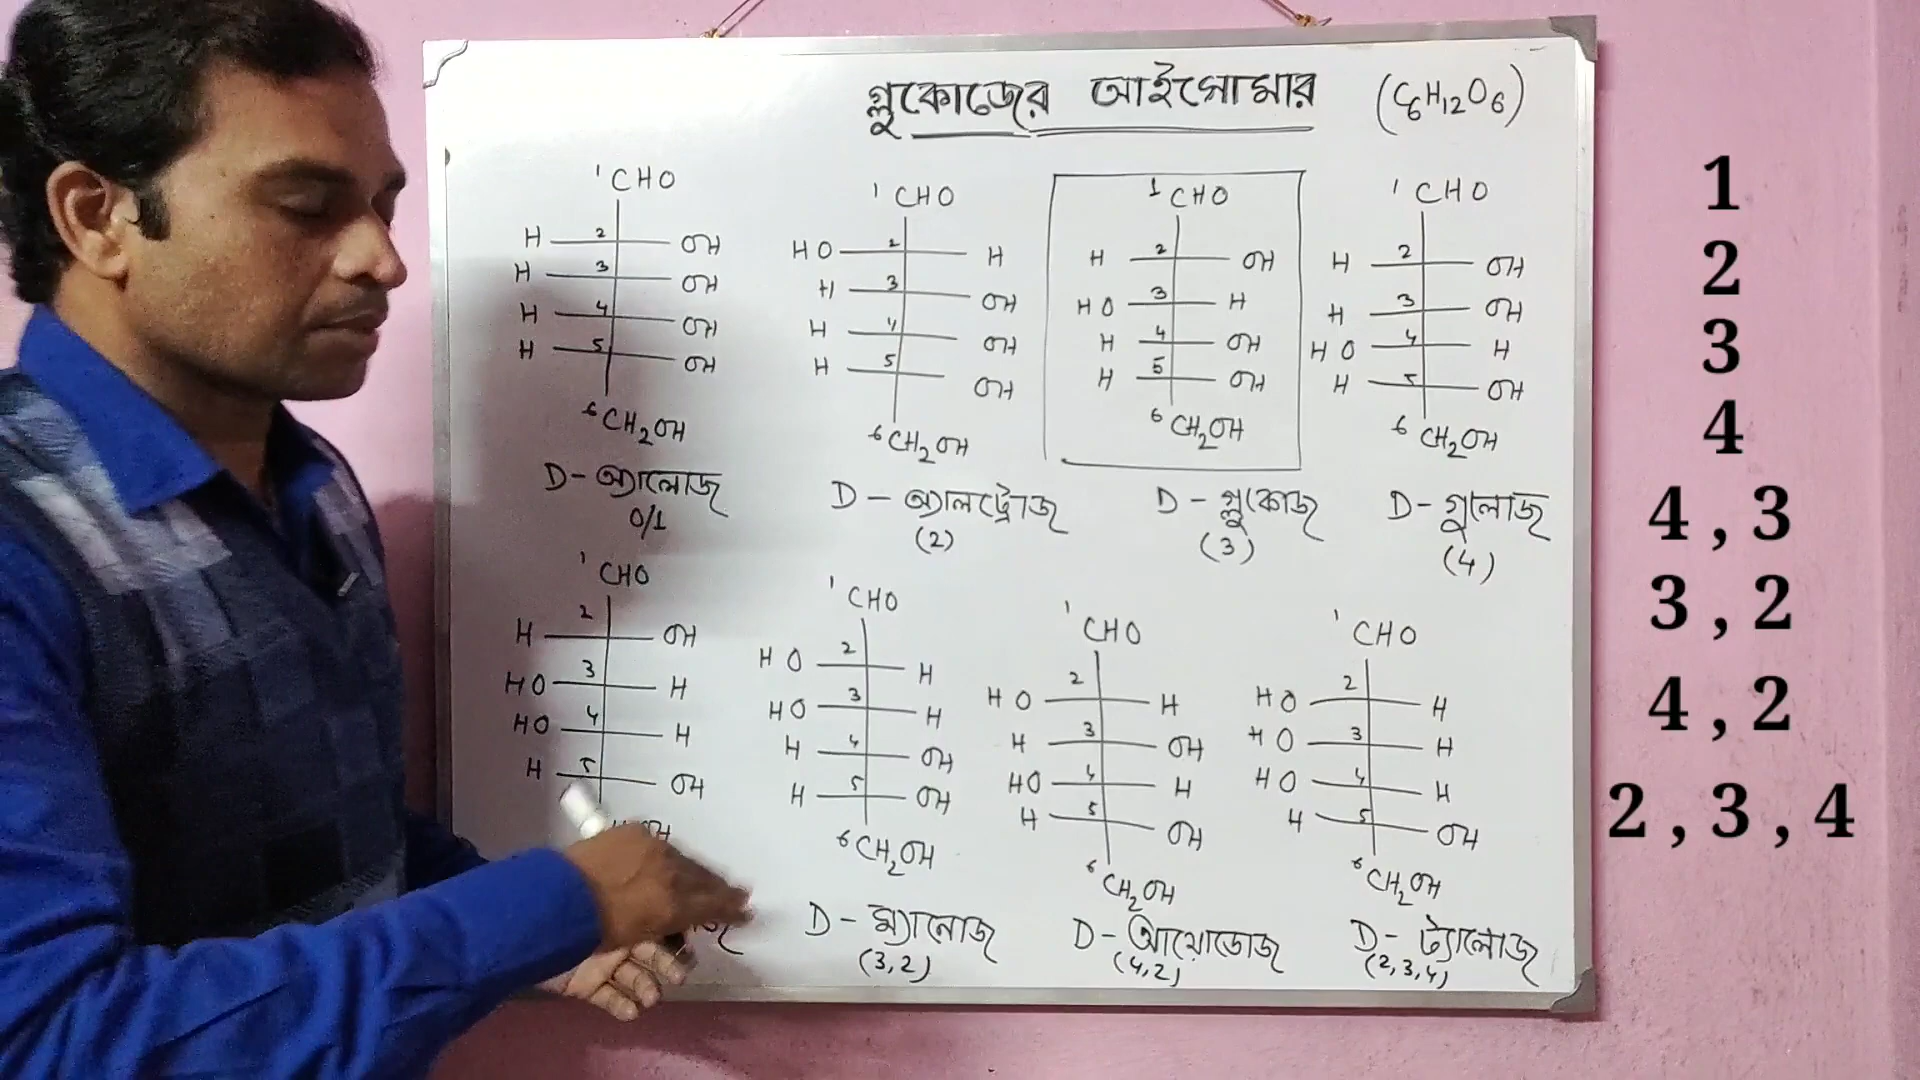 গ্লুকোজের আইসোমার (C6H12O6)
1CHO
H 2 OH
H 3 OH
H 4 OH
H 5 OH
6CH2OH
D-অ্যালোজ
0/1
1CHO
HO 2 H
H 3 OH
H 4 OH
H 5 OH
6CH2OH
D-অ্যালট্রোজ
(2)
1CHO
H 2 OH
HO 3 H
H 4 OH
H 5 OH
6CH2OH
D-গ্লুকোজ
(3)
1CHO
H 2 OH
H 3 OH
HO 4 H
H 5 OH
6CH2OH
D-গুলোজ
(4)
1CHO
H 2 OH
HO 3 H
HO 4 H
H 5 OH
1CHO
HO 2 H
HO 3 H
H 4 OH
H 5 OH
6CH2OH
D-ম্যানোজ
(3,2)
1CHO
HO 2 H
H 3 OH
HO 4 H
H 5 OH
6CH2OH
D-আয়োডোজ
(4,2)
1CHO
HO 2 H
HO 3 H
HO 4 H
H 5 OH
6CH2OH
D-ট্যালোজ
(2,3,4)
1
2
3
4
4 , 3
3 , 2
4 , 2
2 , 3 , 4